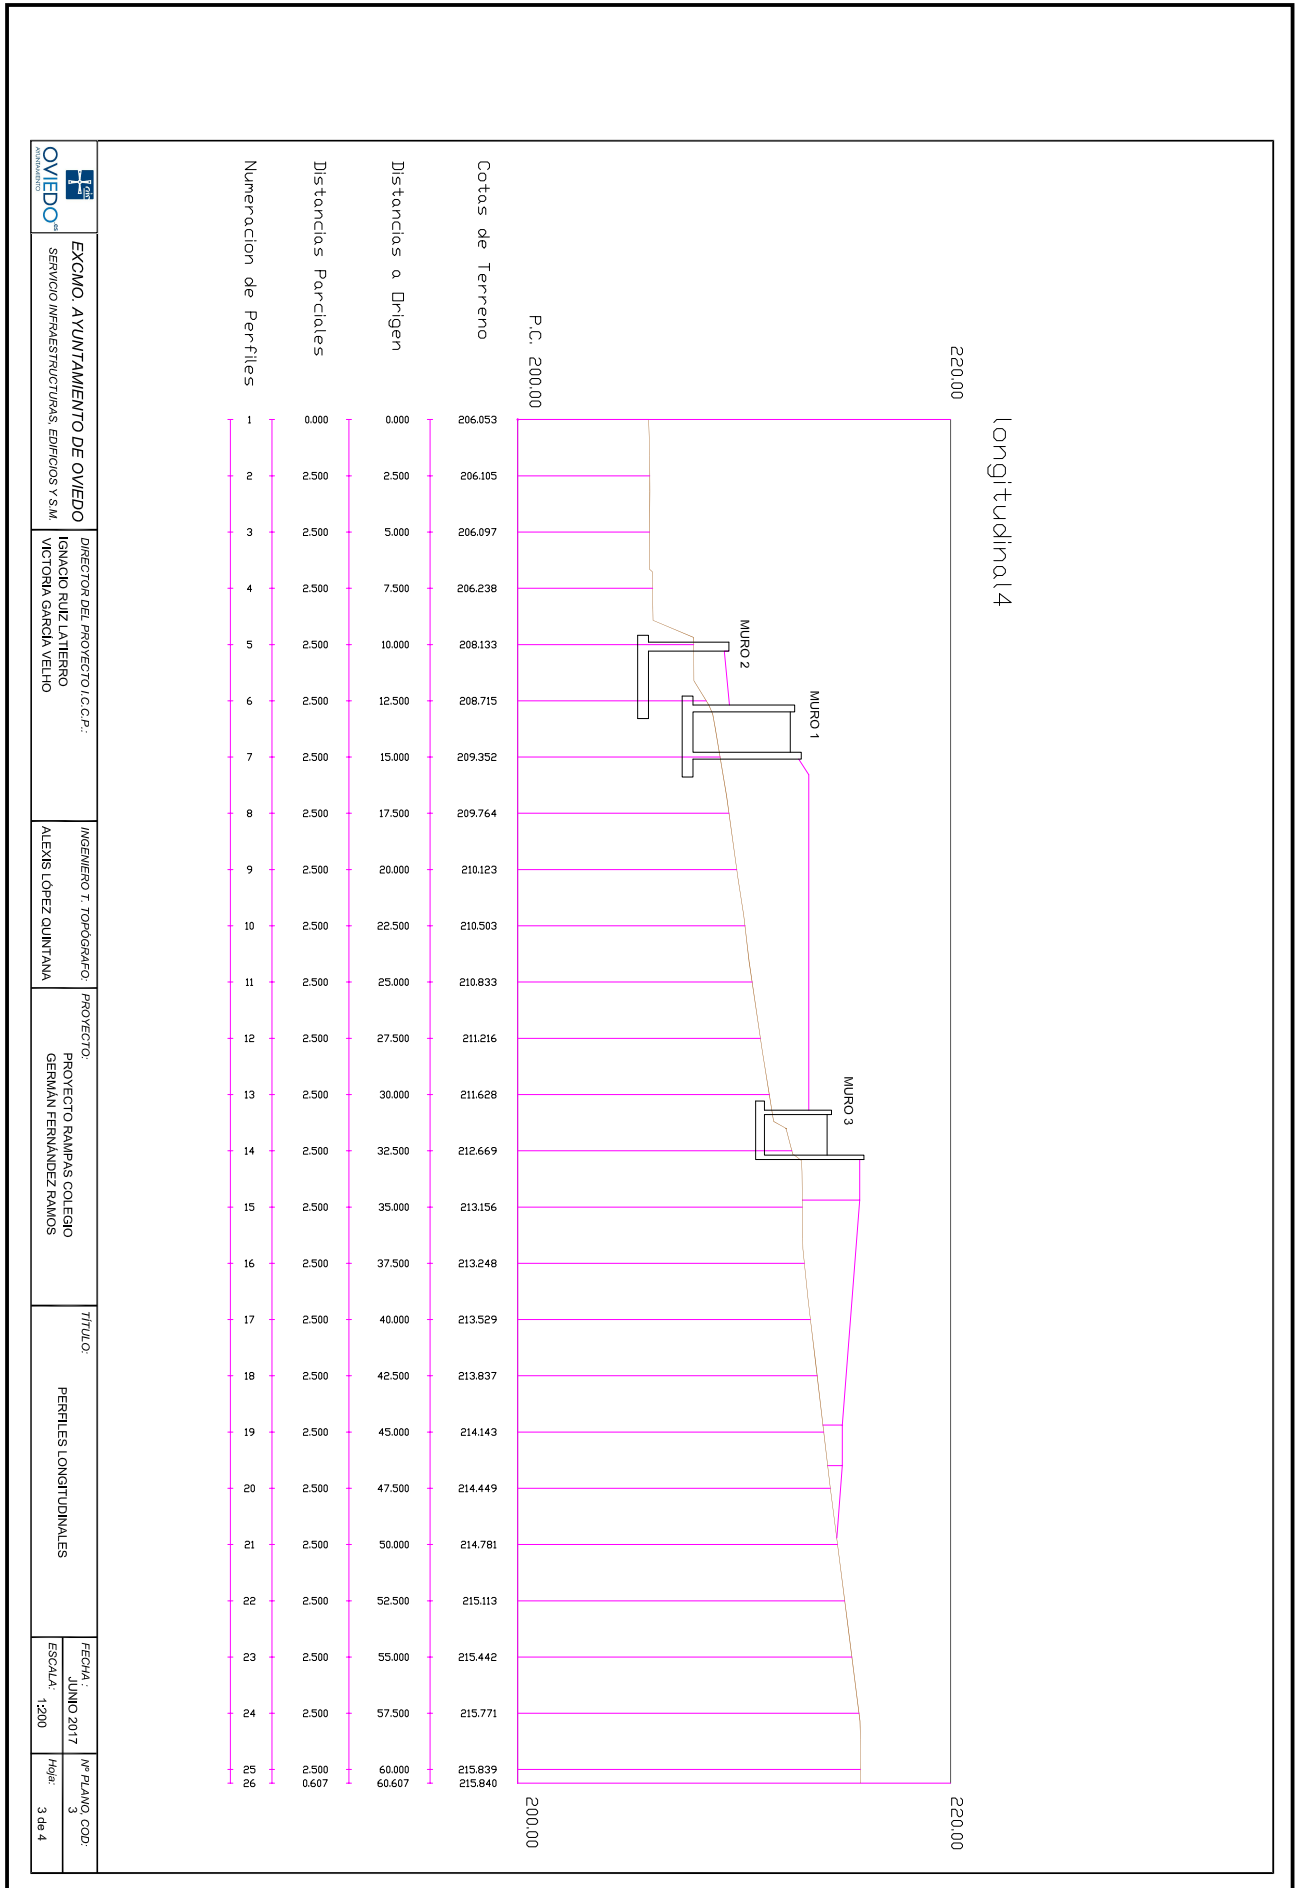 longitudinal4
220.00
220.00
MURO 2
MURO 1
MURO 3
P.C. 200.00
200.00
Cotas de Terreno 206.053 206.105 206.097 206.238 208.133 208.715 209.352 209.764 210.123 210.503 210.833 211.216 211.628 212.669 213.156 213.248 213.529 213.837 214.143 214.449 214.781 215.113 215.442 215.771 215.839 215.840
Distancias a Origen 0.000 2.500 5.000 7.500 10.000 12.500 15.000 17.500 20.000 22.500 25.000 27.500 30.000 32.500 35.000 37.500 40.000 42.500 45.000 47.500 50.000 52.500 55.000 57.500 60.000 60.607
Distancias Parciales 0.000 2.500 2.500 2.500 2.500 2.500 2.500 2.500 2.500 2.500 2.500 2.500 2.500 2.500 2.500 2.500 2.500 2.500 2.500 2.500 2.500 2.500 2.500 2.500 2.500 0.607
Numeracion de Perfiles 1 2 3 4 5 6 7 8 9 10 11 12 13 14 15 16 17 18 19 20 21 22 23 24 25 26
OVIEDO.es
AYUNTAMIENTO
EXCMO. AYUNTAMIENTO DE OVIEDO
SERVICIO INFRAESTRUCTURAS, EDIFICIOS Y S.M.
DIRECTOR DEL PROYECTO I.C.C.P.:
IGNACIO RUIZ LATIERRO
VICTORIA GARCÍA VELHO
INGENIERO T. TOPÓGRAFO:
ALEXIS LÓPEZ QUINTANA
PROYECTO:
PROYECTO RAMPAS COLEGIO
GERMÁN FERNÁNDEZ RAMOS
TÍTULO:
PERFILES LONGITUDINALES
FECHA :
JUNIO 2017
ESCALA: 1:200
Nº PLANO, COD:
3
Hoja: 3 de 4